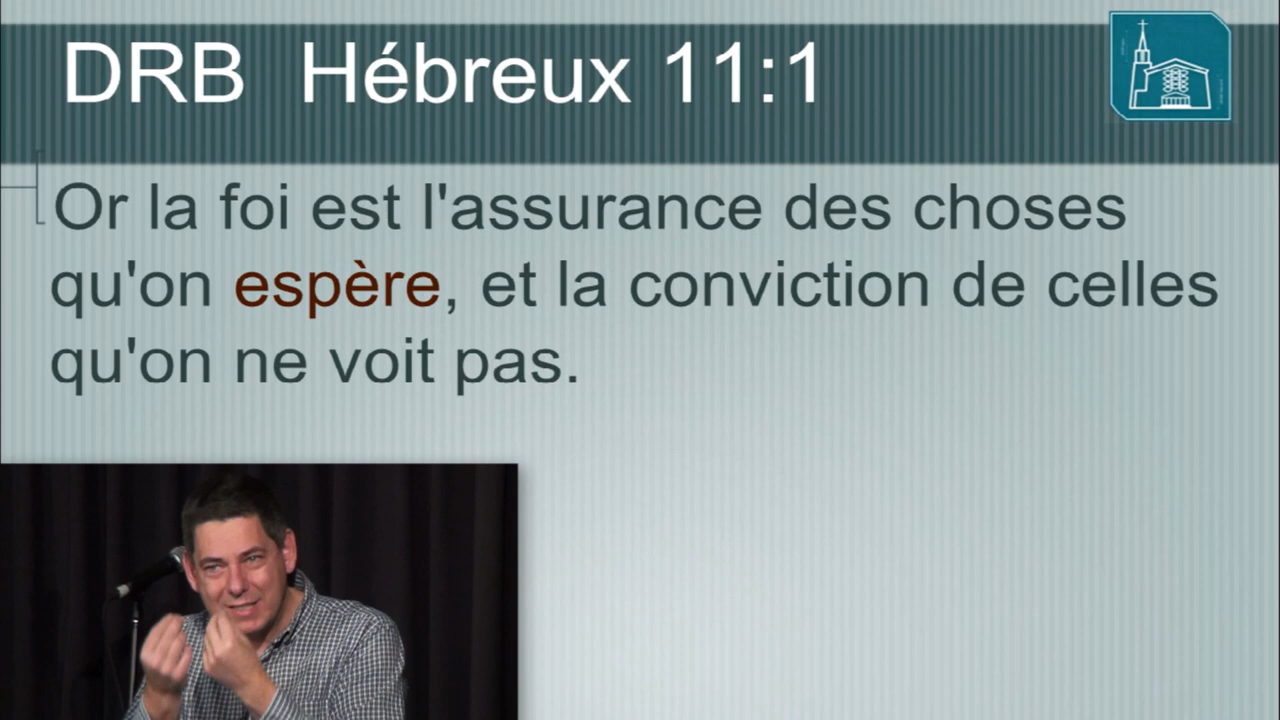 DRB Hébreux 11:1
Or la foi est l'assurance des choses
qu'on espère, et la conviction de celles
qu'on ne voit pas.